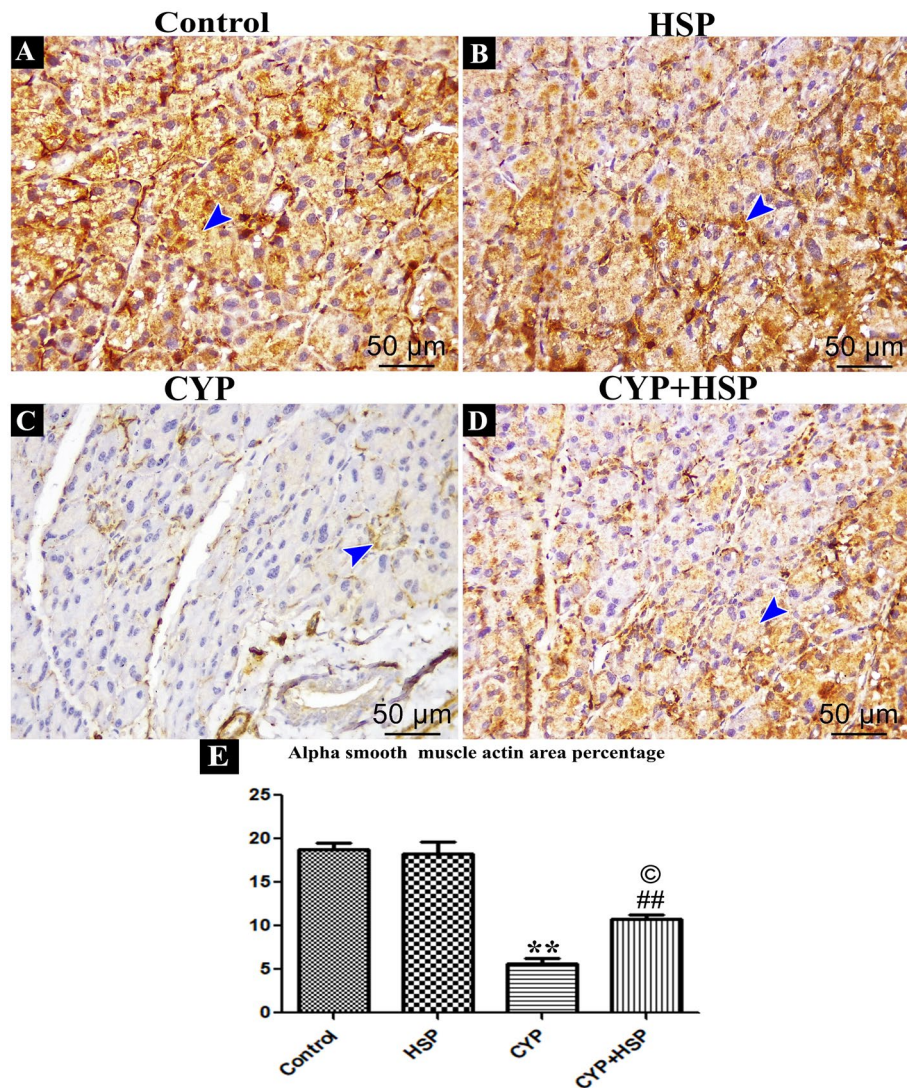 Control
HSP
A
B
50 µm
50 µm
CYP
CYP+HSP
C
D
50 µm
50 µm
E
Alpha smooth muscle actin area percentage
25
20
15
10
5
0
**
©
##
Control
HSP
CYP
CYP+HSP